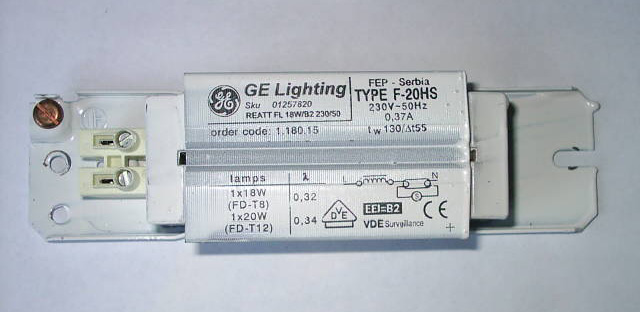 GE Lighting
Sku 01257820
REATT FL 18W/B2 230/50
order code: 1.180.15
FEP - Serbia
TYPE F-20HS
230V~50Hz
0,37A
tw 130/Δt55
lamps λ
1x18W
(FD-T8) 0,32
1x20W
(FD-T12) 0,34
L N
S
VDE
EEI=B2
CE
VDE Surveillance
+